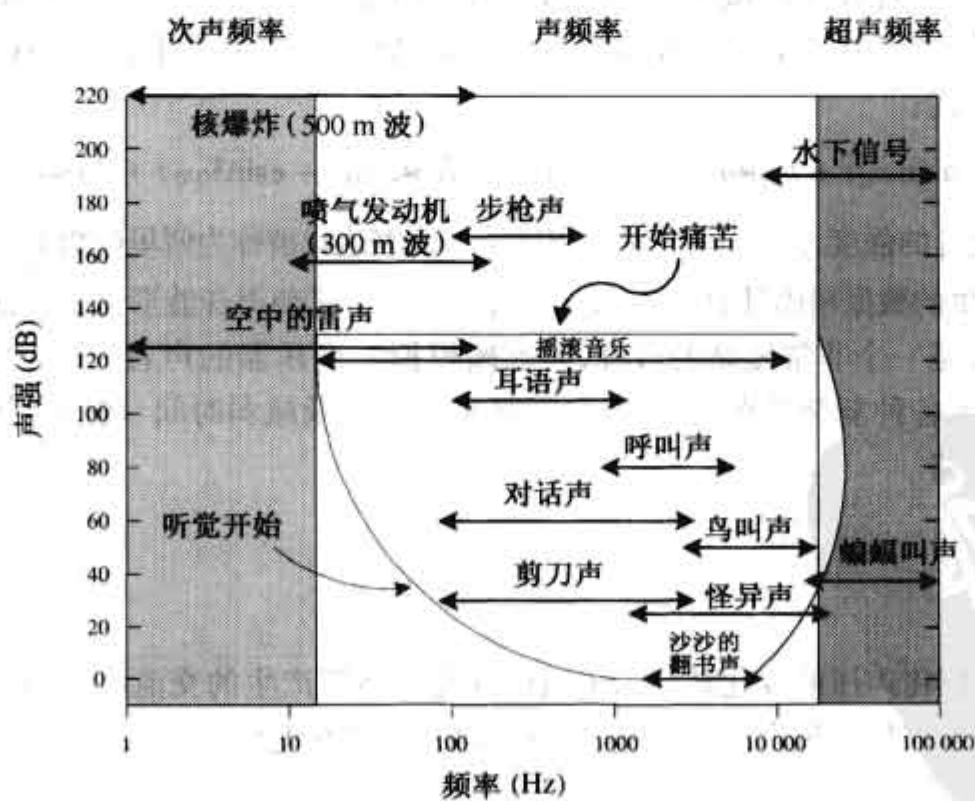 次声频率 声频率 超声频率
220
核爆炸(500 m 波)
200
水下信号
180
喷气发动机 步枪声
(300 m 波)
开始痛苦
160
140
空中的雷声
摇滚音乐
120
耳语声
100
呼叫声
80
对话声
60
听觉开始
鸟叫声
蝙蝠叫声
40
剪刀声
怪异声
20
沙沙的
翻书声
0
声强 (dB)
1 10 100 1000 10 000 100 000
频率 (Hz)